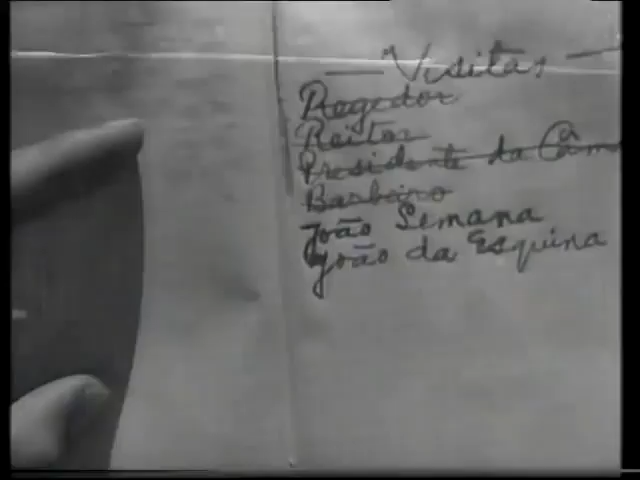 — Visitas —
Regedor
Reitor
Presidente da Câm
Barbeiro
João Semana
João da Esquina